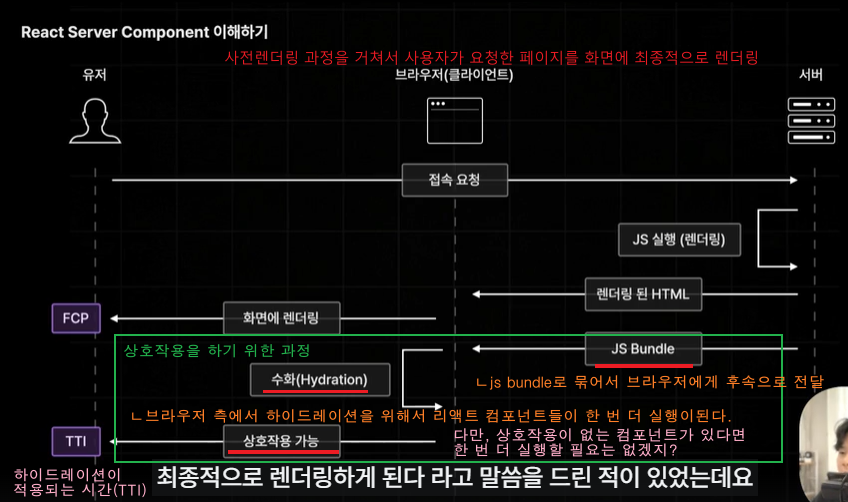 React Server Component 이해하기
사전렌더링 과정을 거쳐서 사용자가 요청한 페이지를 화면에 최종적으로 렌더링
유저
브라우저(클라이언트)
서버
접속 요청
JS 실행 (렌더링)
렌더링 된 HTML
FCP
화면에 렌더링
상호작용을 하기 위한 과정
JS Bundle
수화(Hydration)
ㄴjs bundle로 묶어서 브라우저에게 후속으로 전달
ㄴ브라우저 측에서 하이드레이션을 위해서 리액트 컴포넌트들이 한 번 더 실행이된다.
TTI
상호작용 가능
다만, 상호작용이 없는 컴포넌트가 있다면
한 번 더 실행할 필요는 없겠지?
하이드레이션이
적용되는 시간(TTI)
최종적으로 렌더링하게 된다 라고 말씀을 드린 적이 있었는데요